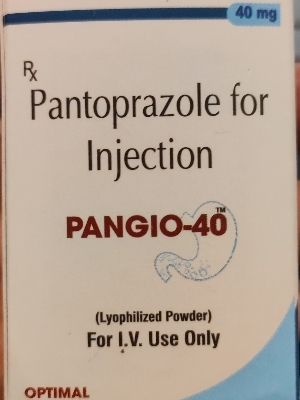 40 mg
Rx
Pantoprazole for
Injection
PANGIO-40™
(Lyophilized Powder)
For I.V. Use Only
OPTIMAL